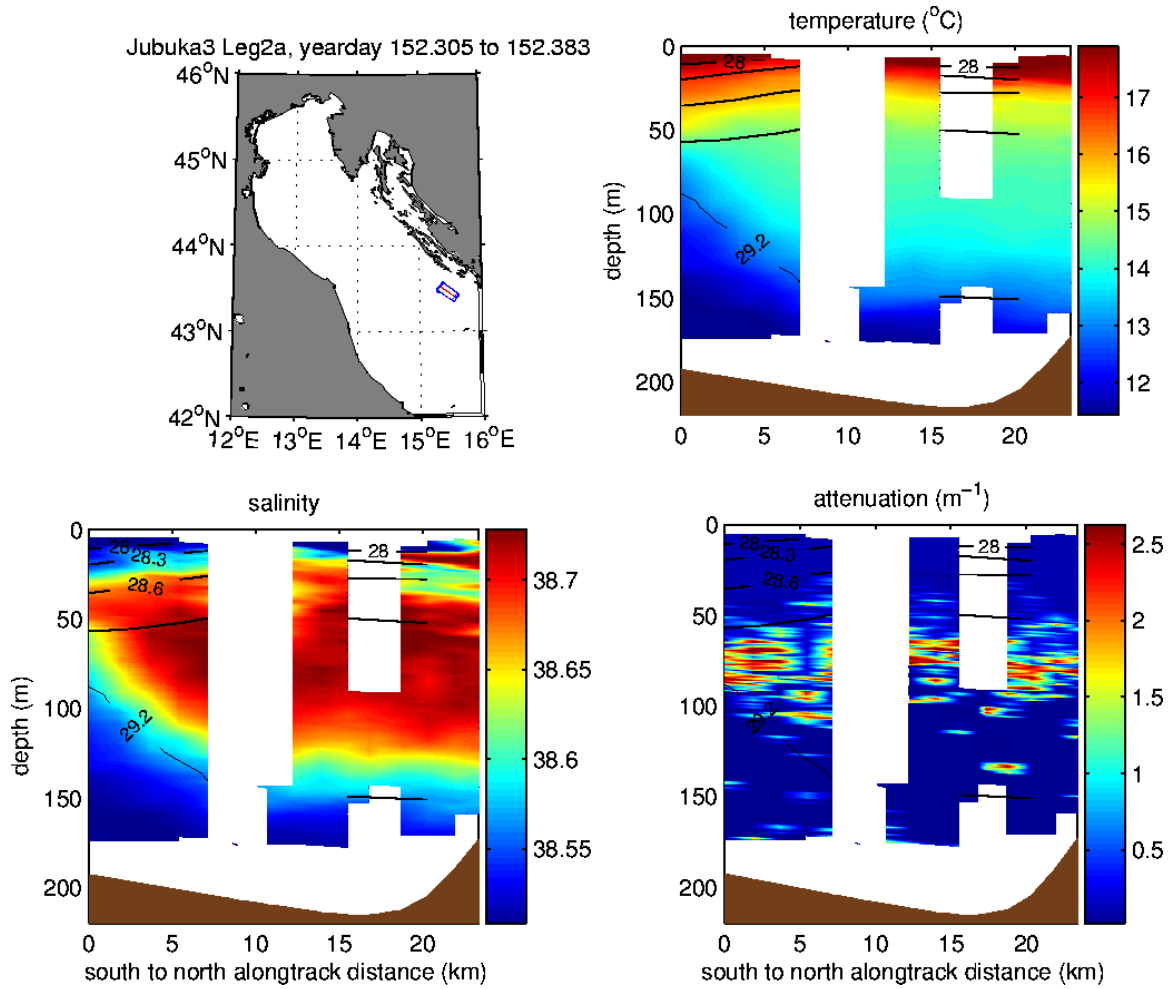 Jubuka3 Leg2a, yearday 152.305 to 152.383
46°N
45°N
44°N
43°N
42°N
12°E 13°E 14°E 15°E 16°E
temperature (°C)
0
50
100
150
200
depth (m)
28
28
29.2
0 5 10 15 20
17
16
15
14
13
12
salinity
0
50
100
150
200
depth (m)
28
28.3
28.6
28
29.2
0 5 10 15 20
south to north alongtrack distance (km)
38.7
38.65
38.6
38.55
attenuation (m⁻¹)
0
50
100
150
200
28
28.3
28.6
28
29.2
0 5 10 15 20
south to north alongtrack distance (km)
2.5
2
1.5
1
0.5